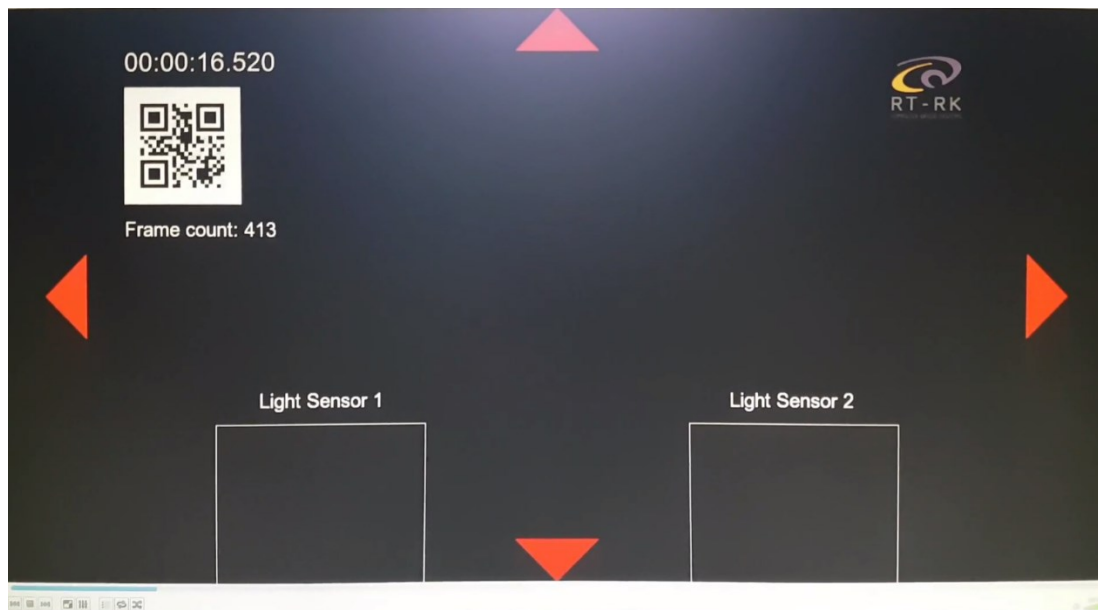 00:00:16.520
RT-RK
Frame count: 413
Light Sensor 1
Light Sensor 2